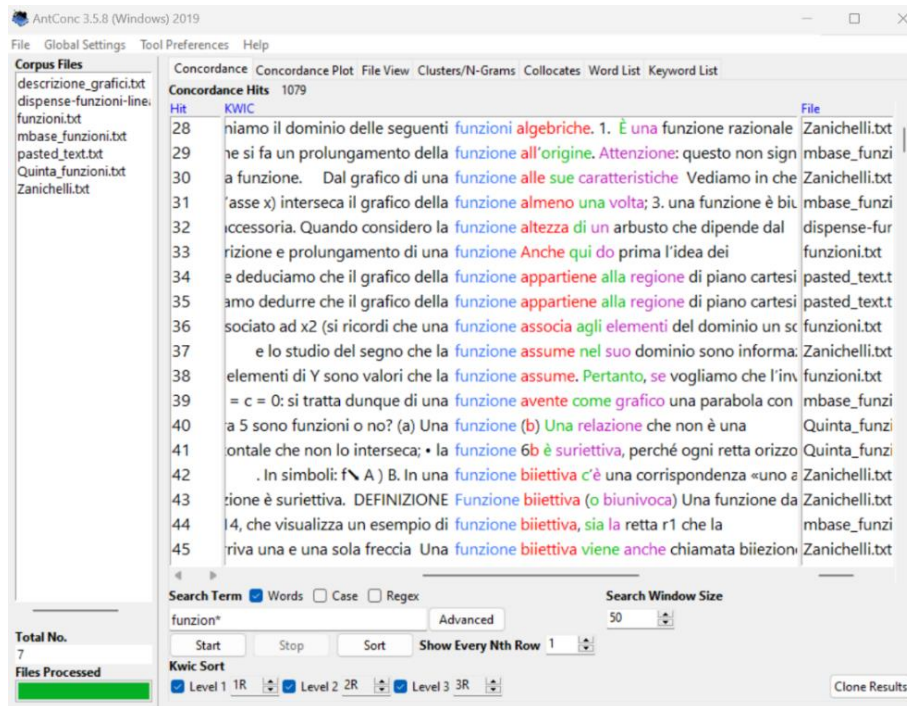 AntConc 3.5.8 (Windows) 2019
File Global Settings Tool Preferences Help
Corpus Files
descrizione_grafici.txt
dispense-funzioni-linea
funzioni.txt
mbase_funzioni.txt
pasted_text.txt
Quinta_funzioni.txt
Zanichelli.txt
Total No.
7
Files Processed
Concordance Concordance Plot File View Clusters/N-Grams Collocates Word List Keyword List
Concordance Hits 1079
Hit KWIC File
28 niamo il dominio delle seguenti funzioni algebriche. 1. È una funzione razionale Zanichelli.txt
29 ne si fa un prolungamento della funzione all'origine. Attenzione: questo non sign mbase_funzi
30 a funzione. Dal grafico di una funzione alle sue caratteristiche Vediamo in che Zanichelli.txt
31 'asse x) interseca il grafico della funzione almeno una volta; 3. una funzione è biu mbase_funzi
32 ccessoria. Quando considero la funzione altezza di un arbusto che dipende dal dispense-fur
33 rizione e prolungamento di una funzione Anche qui do prima l'idea dei funzioni.txt
34 e deduciamo che il grafico della funzione appartiene alla regione di piano cartesi pasted_text.t
35 amo dedurre che il grafico della funzione appartiene alla regione di piano cartesi pasted_text.t
36 sociato ad x2 (si ricordi che una funzione associa agli elementi del dominio un sc funzioni.txt
37 e lo studio del segno che la funzione assume nel suo dominio sono informa: Zanichelli.txt
38 elementi di Y sono valori che la funzione assume. Pertanto, se vogliamo che l'inv funzioni.txt
39 = c = 0: si tratta dunque di una funzione avente come grafico una parabola con mbase_funzi
40 a 5 sono funzioni o no? (a) Una funzione (b) Una relazione che non è una Quinta_funzi
41 ontale che non lo interseca; • la funzione 6b è suriettiva, perché ogni retta orizzo Quinta_funzi
42 . In simboli: f A ) B. In una funzione biiettiva c'è una corrispondenza «uno a Zanichelli.txt
43 zione è suriettiva. DEFINIZIONE Funzione biiettiva (o biunivoca) Una funzione da Zanichelli.txt
44 14, che visualizza un esempio di funzione biiettiva, sia la retta r1 che la mbase_funzi
45 rriva una e una sola freccia Una funzione biiettiva viene anche chiamata biiezion Zanichelli.txt
Search Term Words Case Regex Search Window Size
funzion* Advanced 50
Start Stop Sort Show Every Nth Row 1
Kwic Sort
Level 1 1R Level 2 2R Level 3 3R Clone Results